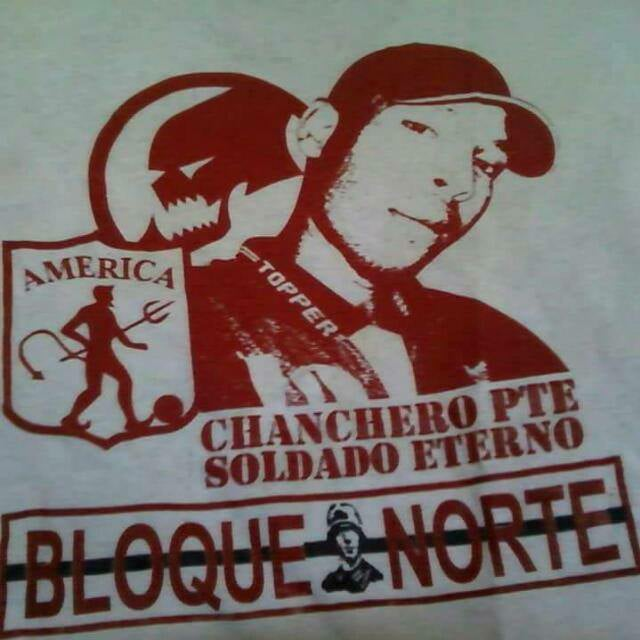 AMERICA
TOPPER
CHANCHERO PTE
SOLDADO ETERNO
BLOQUE NORTE